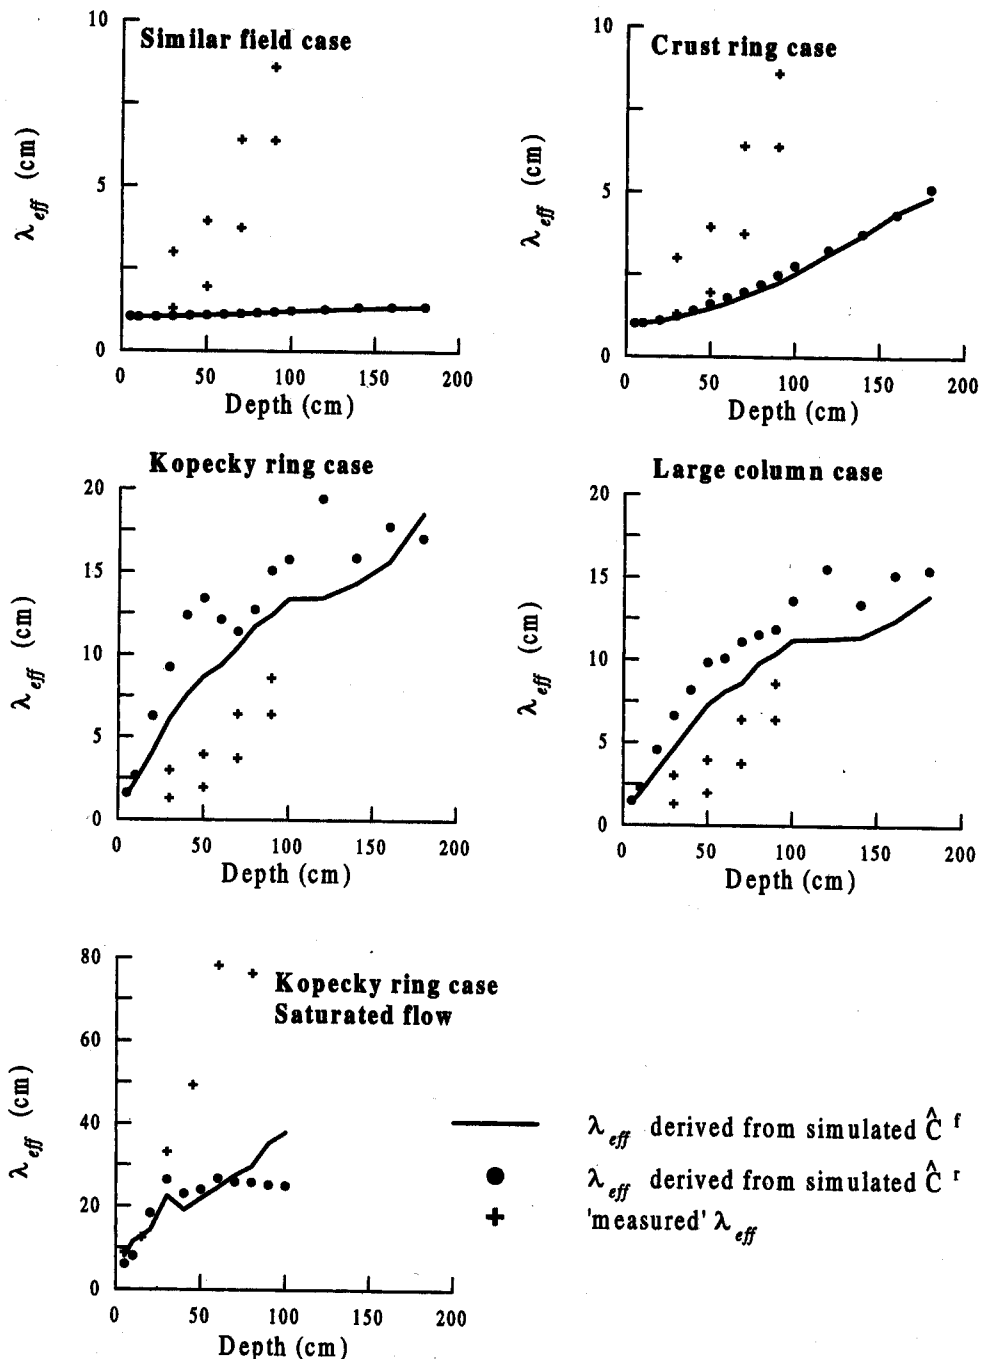 Similar field case
10
5
0
0 50 100 150 200
Depth (cm)
λeff (cm)
Crust ring case
10
5
0
0 50 100 150 200
Depth (cm)
λeff (cm)
Kopecky ring case
20
15
10
5
0
0 50 100 150 200
Depth (cm)
λeff (cm)
Large column case
20
15
10
5
0
0 50 100 150 200
Depth (cm)
λeff (cm)
Kopecky ring case
Saturated flow
80
60
40
20
0
0 50 100 150 200
Depth (cm)
λeff (cm)
λeff derived from simulated Ĉ f
λeff derived from simulated Ĉ r
'measured' λeff